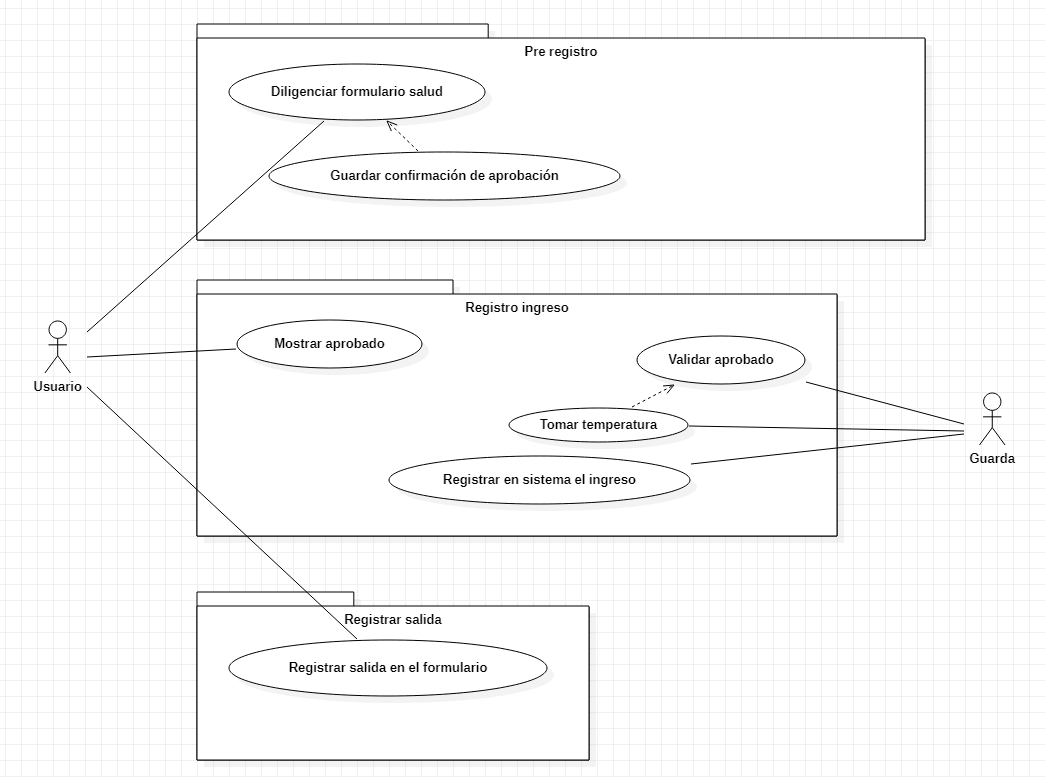 Pre registro
Diligenciar formulario salud
Guardar confirmación de aprobación
Registro ingreso
Mostrar aprobado
Validar aprobado
Usuario
Tomar temperatura
Guarda
Registrar en sistema el ingreso
Registrar salida
Registrar salida en el formulario